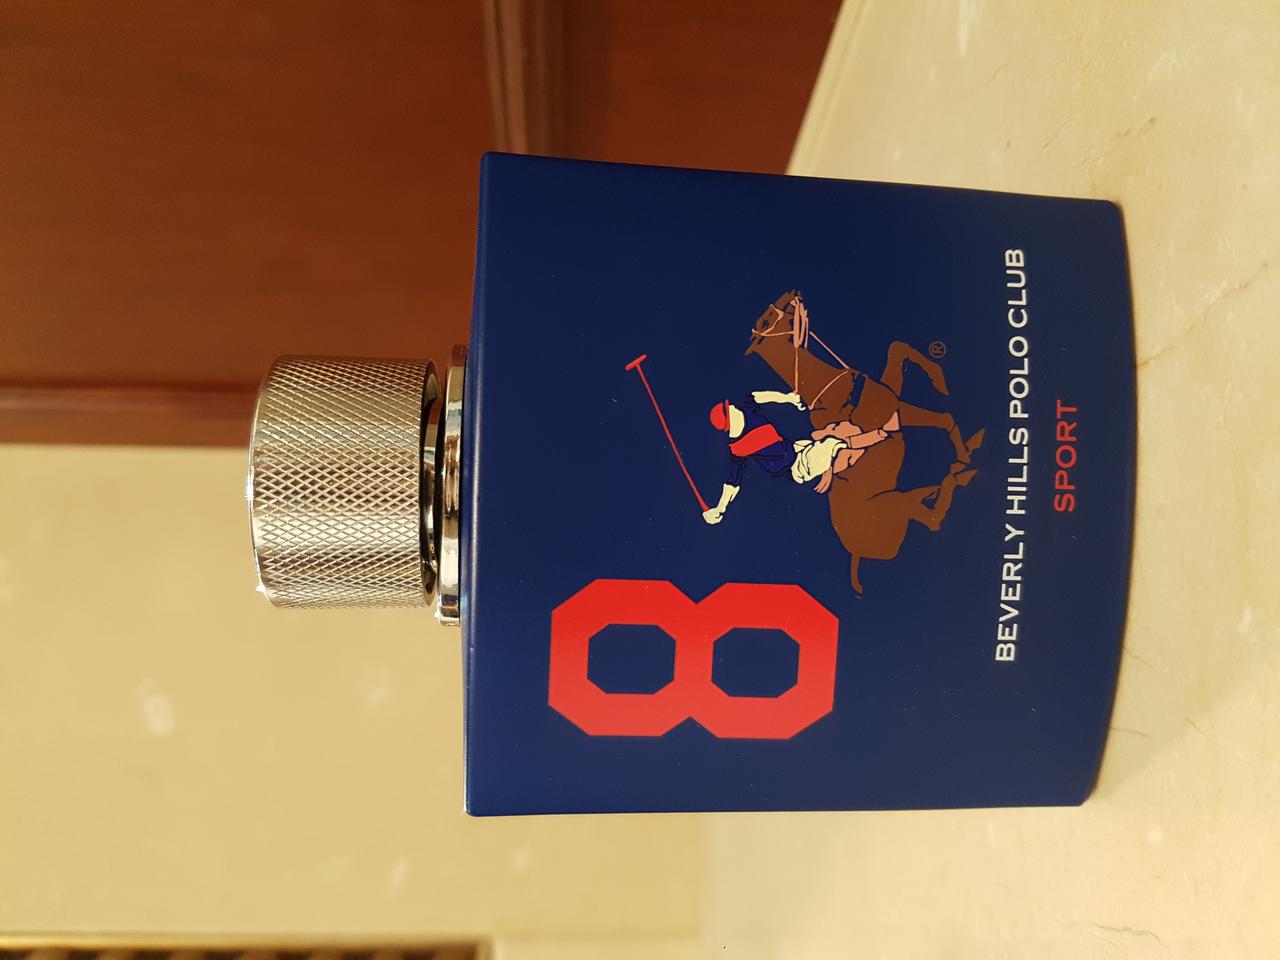 8
®
BEVERLY HILLS POLO CLUB
SPORT